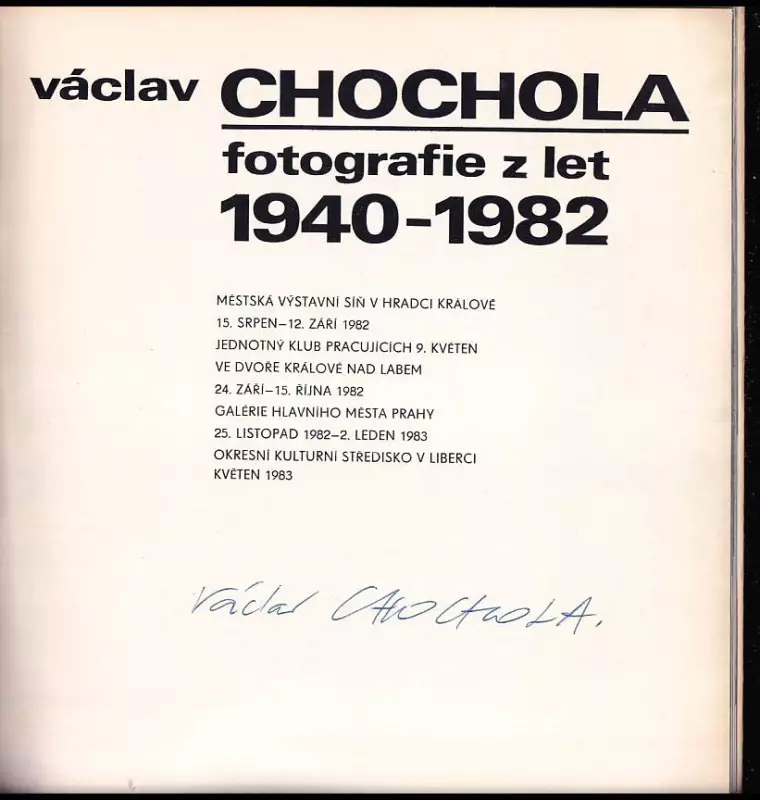 václav CHOCHOLA
fotografie z let
1940-1982
MĚSTSKÁ VÝSTAVNÍ SÍŇ V HRADCI KRÁLOVÉ
15. SRPEN–12. ZÁŘÍ 1982
JEDNOTNÝ KLUB PRACUJÍCÍCH 9. KVĚTEN
VE DVOŘE KRÁLOVÉ NAD LABEM
24. ZÁŘÍ–15. ŘÍJNA 1982
GALÉRIE HLAVNÍHO MĚSTA PRAHY
25. LISTOPAD 1982–2. LEDEN 1983
OKRESNÍ KULTURNÍ STŘEDISKO V LIBERCI
KVĚTEN 1983
Václav CHOCHOLA.